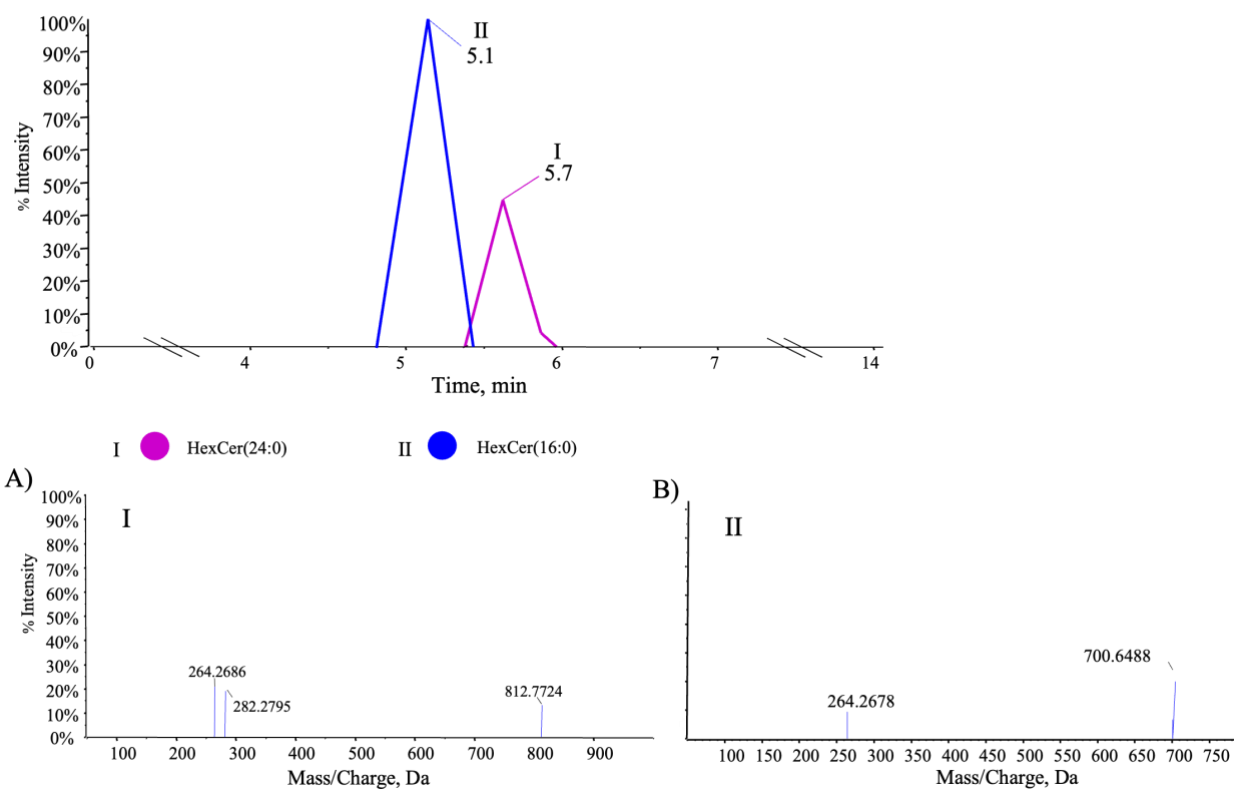 100%
90%
80%
70%
60%
50%
40%
30%
20%
10%
0%
% Intensity
II
5.1
I
5.7
0 4 5 6 7 14
Time, min
I HexCer(24:0) II HexCer(16:0)
A)
I
100%
90%
80%
70%
60%
50%
40%
30%
20%
10%
0%
% Intensity
264.2686
282.2795
812.7724
100 200 300 400 500 600 700 800 900
Mass/Charge, Da
B)
II
700.6488
264.2678
100 150 200 250 300 350 400 450 500 550 600 650 700 750
Mass/Charge, Da